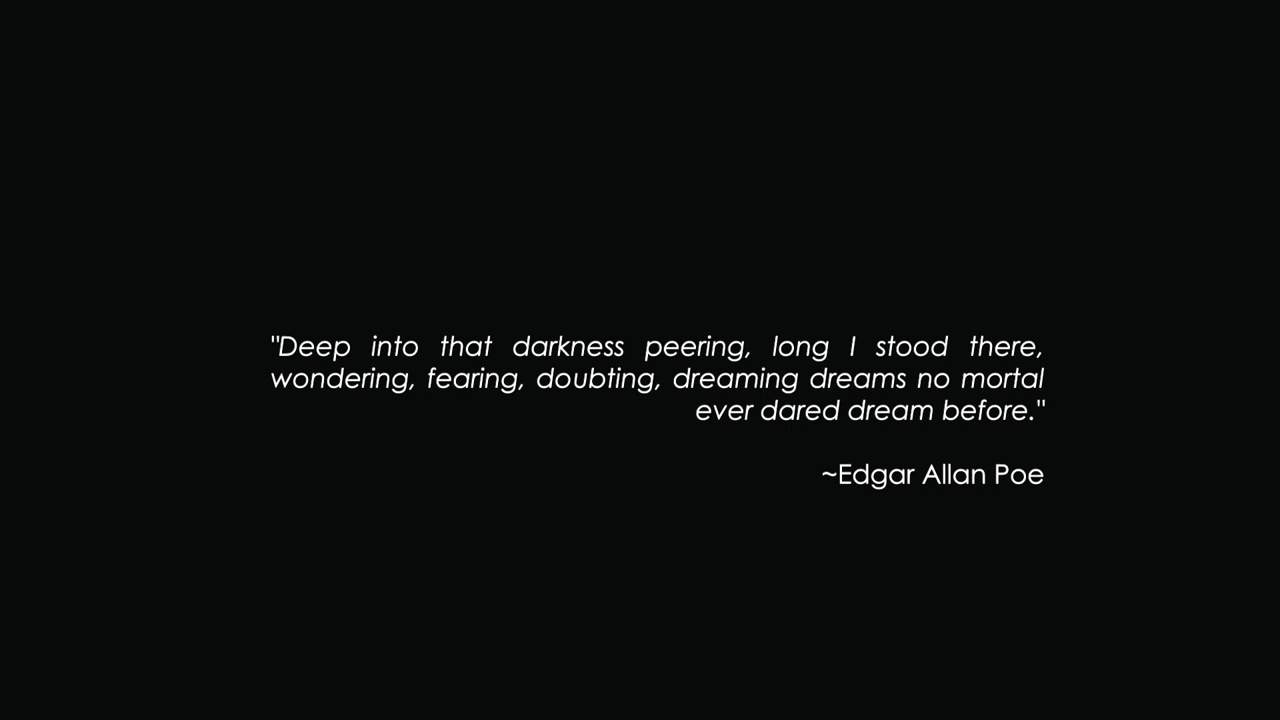 "Deep into that darkness peering, long I stood there,
wondering, fearing, doubting, dreaming dreams no mortal
ever dared dream before."
~Edgar Allan Poe